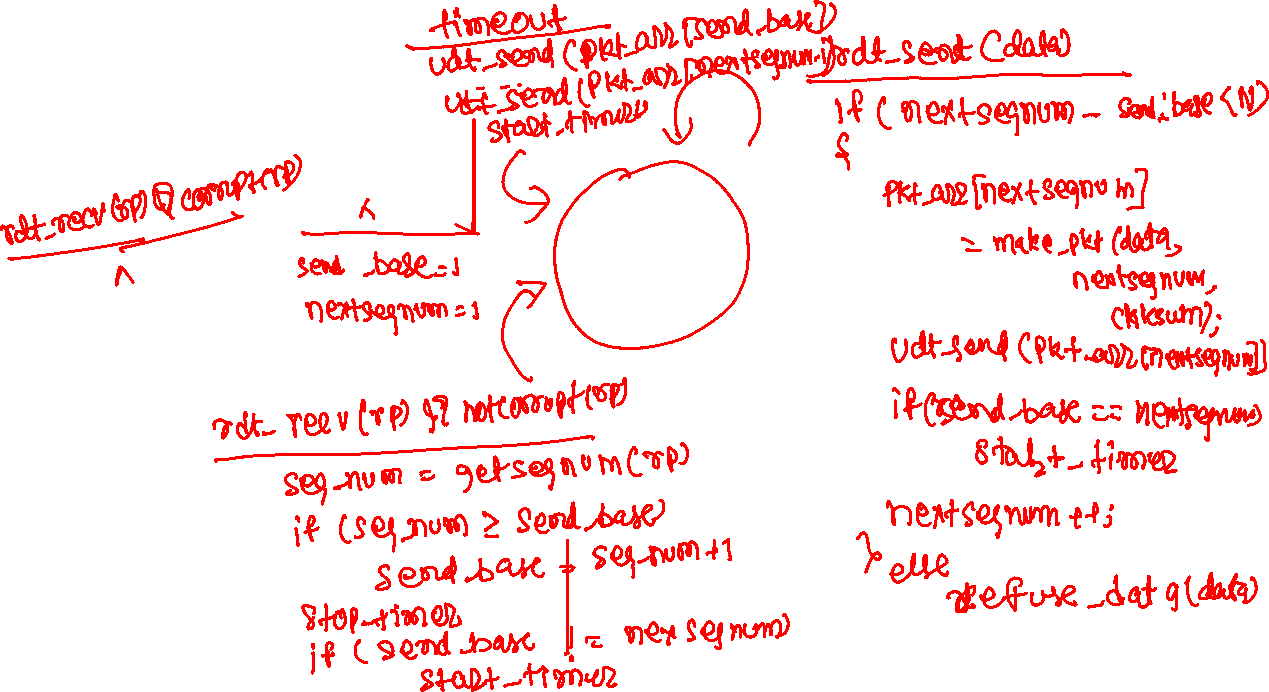 timeout
udt_send (pkt_arr [send_base])
udt_send (pkt_arr [nextseqnum-1])
start_timer
rdt_send (data)
if ( nextseqnum - send_base < N)
{
pkt_arr [nextseqnum]
= make_pkt (data,
nextseqnum,
chksum);
udt_send (pkt_arr [nextseqnum])
if (send_base == nextseqnum)
start_timer
nextseqnum ++;
} else
refuse_data (data)
rdt_recv (rp) && corrupt(rp)
Λ
Λ
send_base = 1
nextseqnum = 1
rdt_recv (rp) && notcorrupt (rp)
seq_num = getseqnum (rp)
if (seq_num ≥ send_base)
send_base = seq_num + 1
stop_timer
if ( send_base != nexseqnum)
start_timer